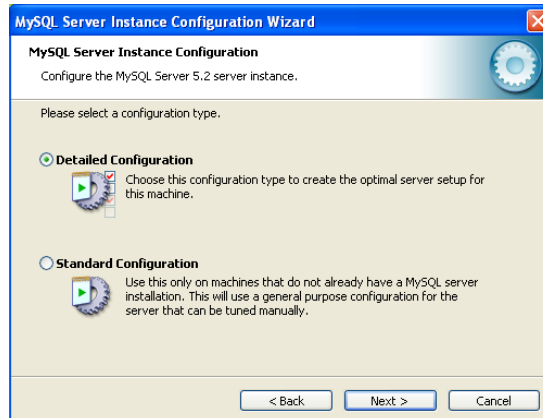 MySQL Server Instance Configuration Wizard
MySQL Server Instance Configuration
Configure the MySQL Server 5.2 server instance.
Please select a configuration type.
Detailed Configuration
Choose this configuration type to create the optimal server setup for
this machine.
Standard Configuration
Use this only on machines that do not already have a MySQL server
installation. This will use a general purpose configuration for the
server that can be tuned manually.
< Back Next > Cancel